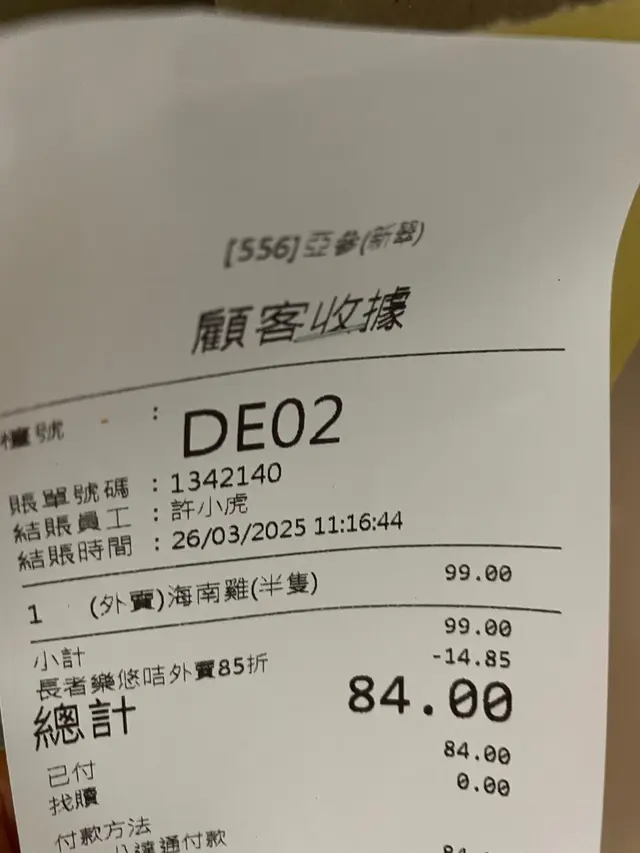 [556]亞參(新翠)
顧客收據
檯號 : DE02
賬單號碼 : 1342140
結賬員工 : 許小虎
結賬時間 : 26/03/2025 11:16:44
1 (外賣)海南雞(半隻) 99.00
小計 99.00
長者樂悠咭外賣85折 -14.85
總計 84.00
已付 84.00
找贖 0.00
付款方法
八達通付款 84